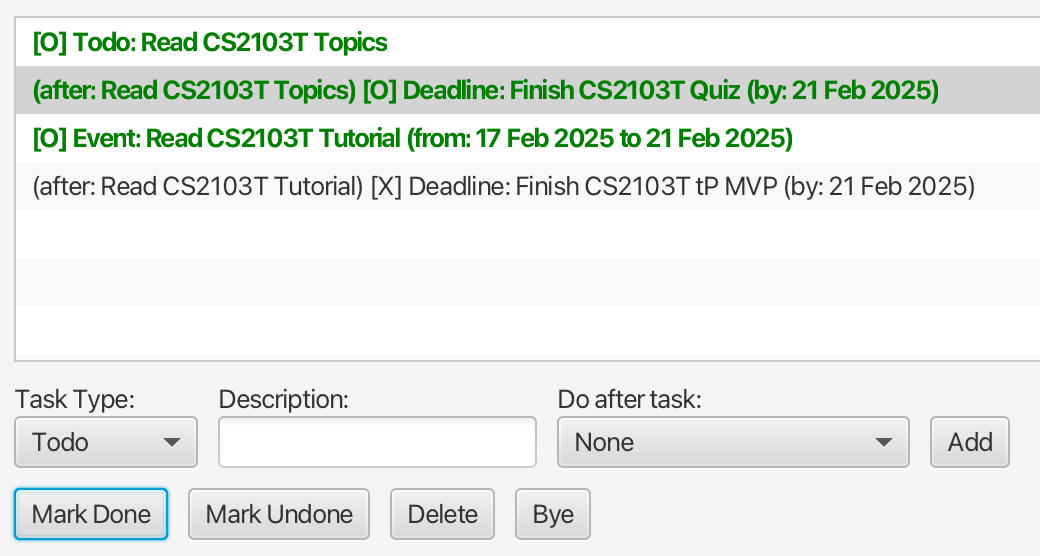 [O] Todo: Read CS2103T Topics
(after: Read CS2103T Topics) [O] Deadline: Finish CS2103T Quiz (by: 21 Feb 2025)
[O] Event: Read CS2103T Tutorial (from: 17 Feb 2025 to 21 Feb 2025)
(after: Read CS2103T Tutorial) [X] Deadline: Finish CS2103T tP MVP (by: 21 Feb 2025)
Task Type: Description: Do after task:
Todo None Add
Mark Done Mark Undone Delete Bye